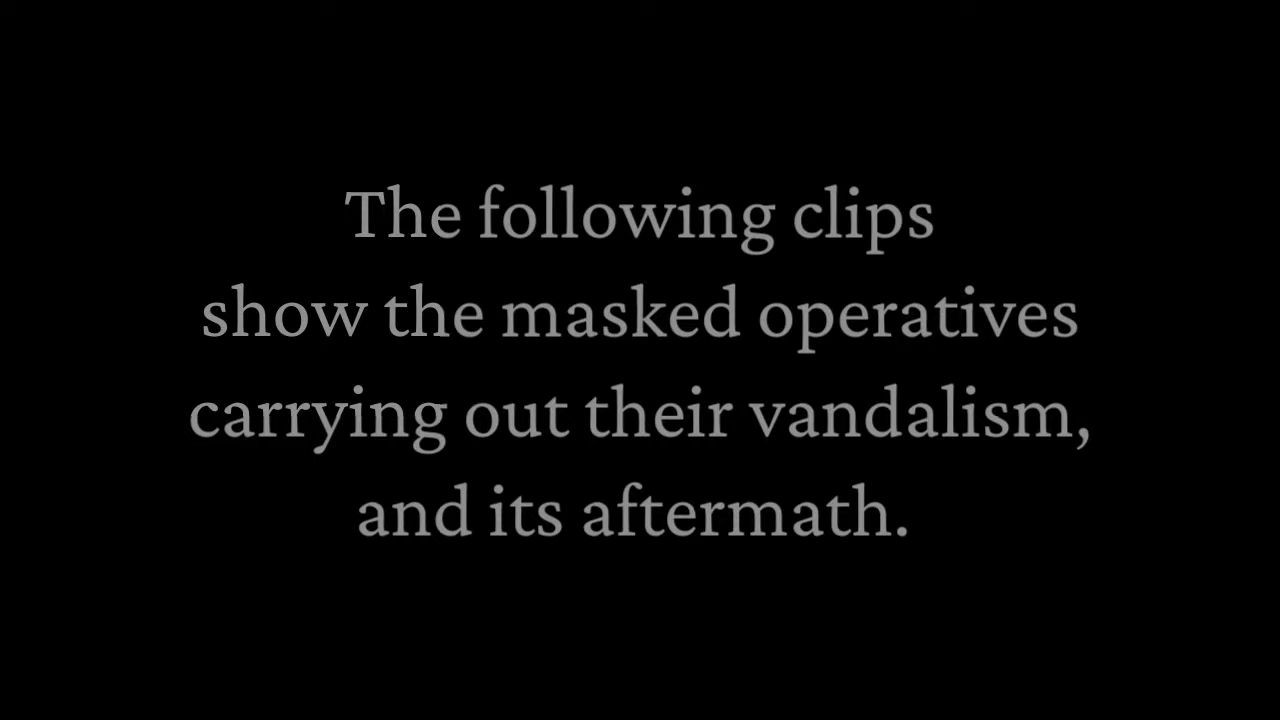 The following clips
show the masked operatives
carrying out their vandalism,
and its aftermath.